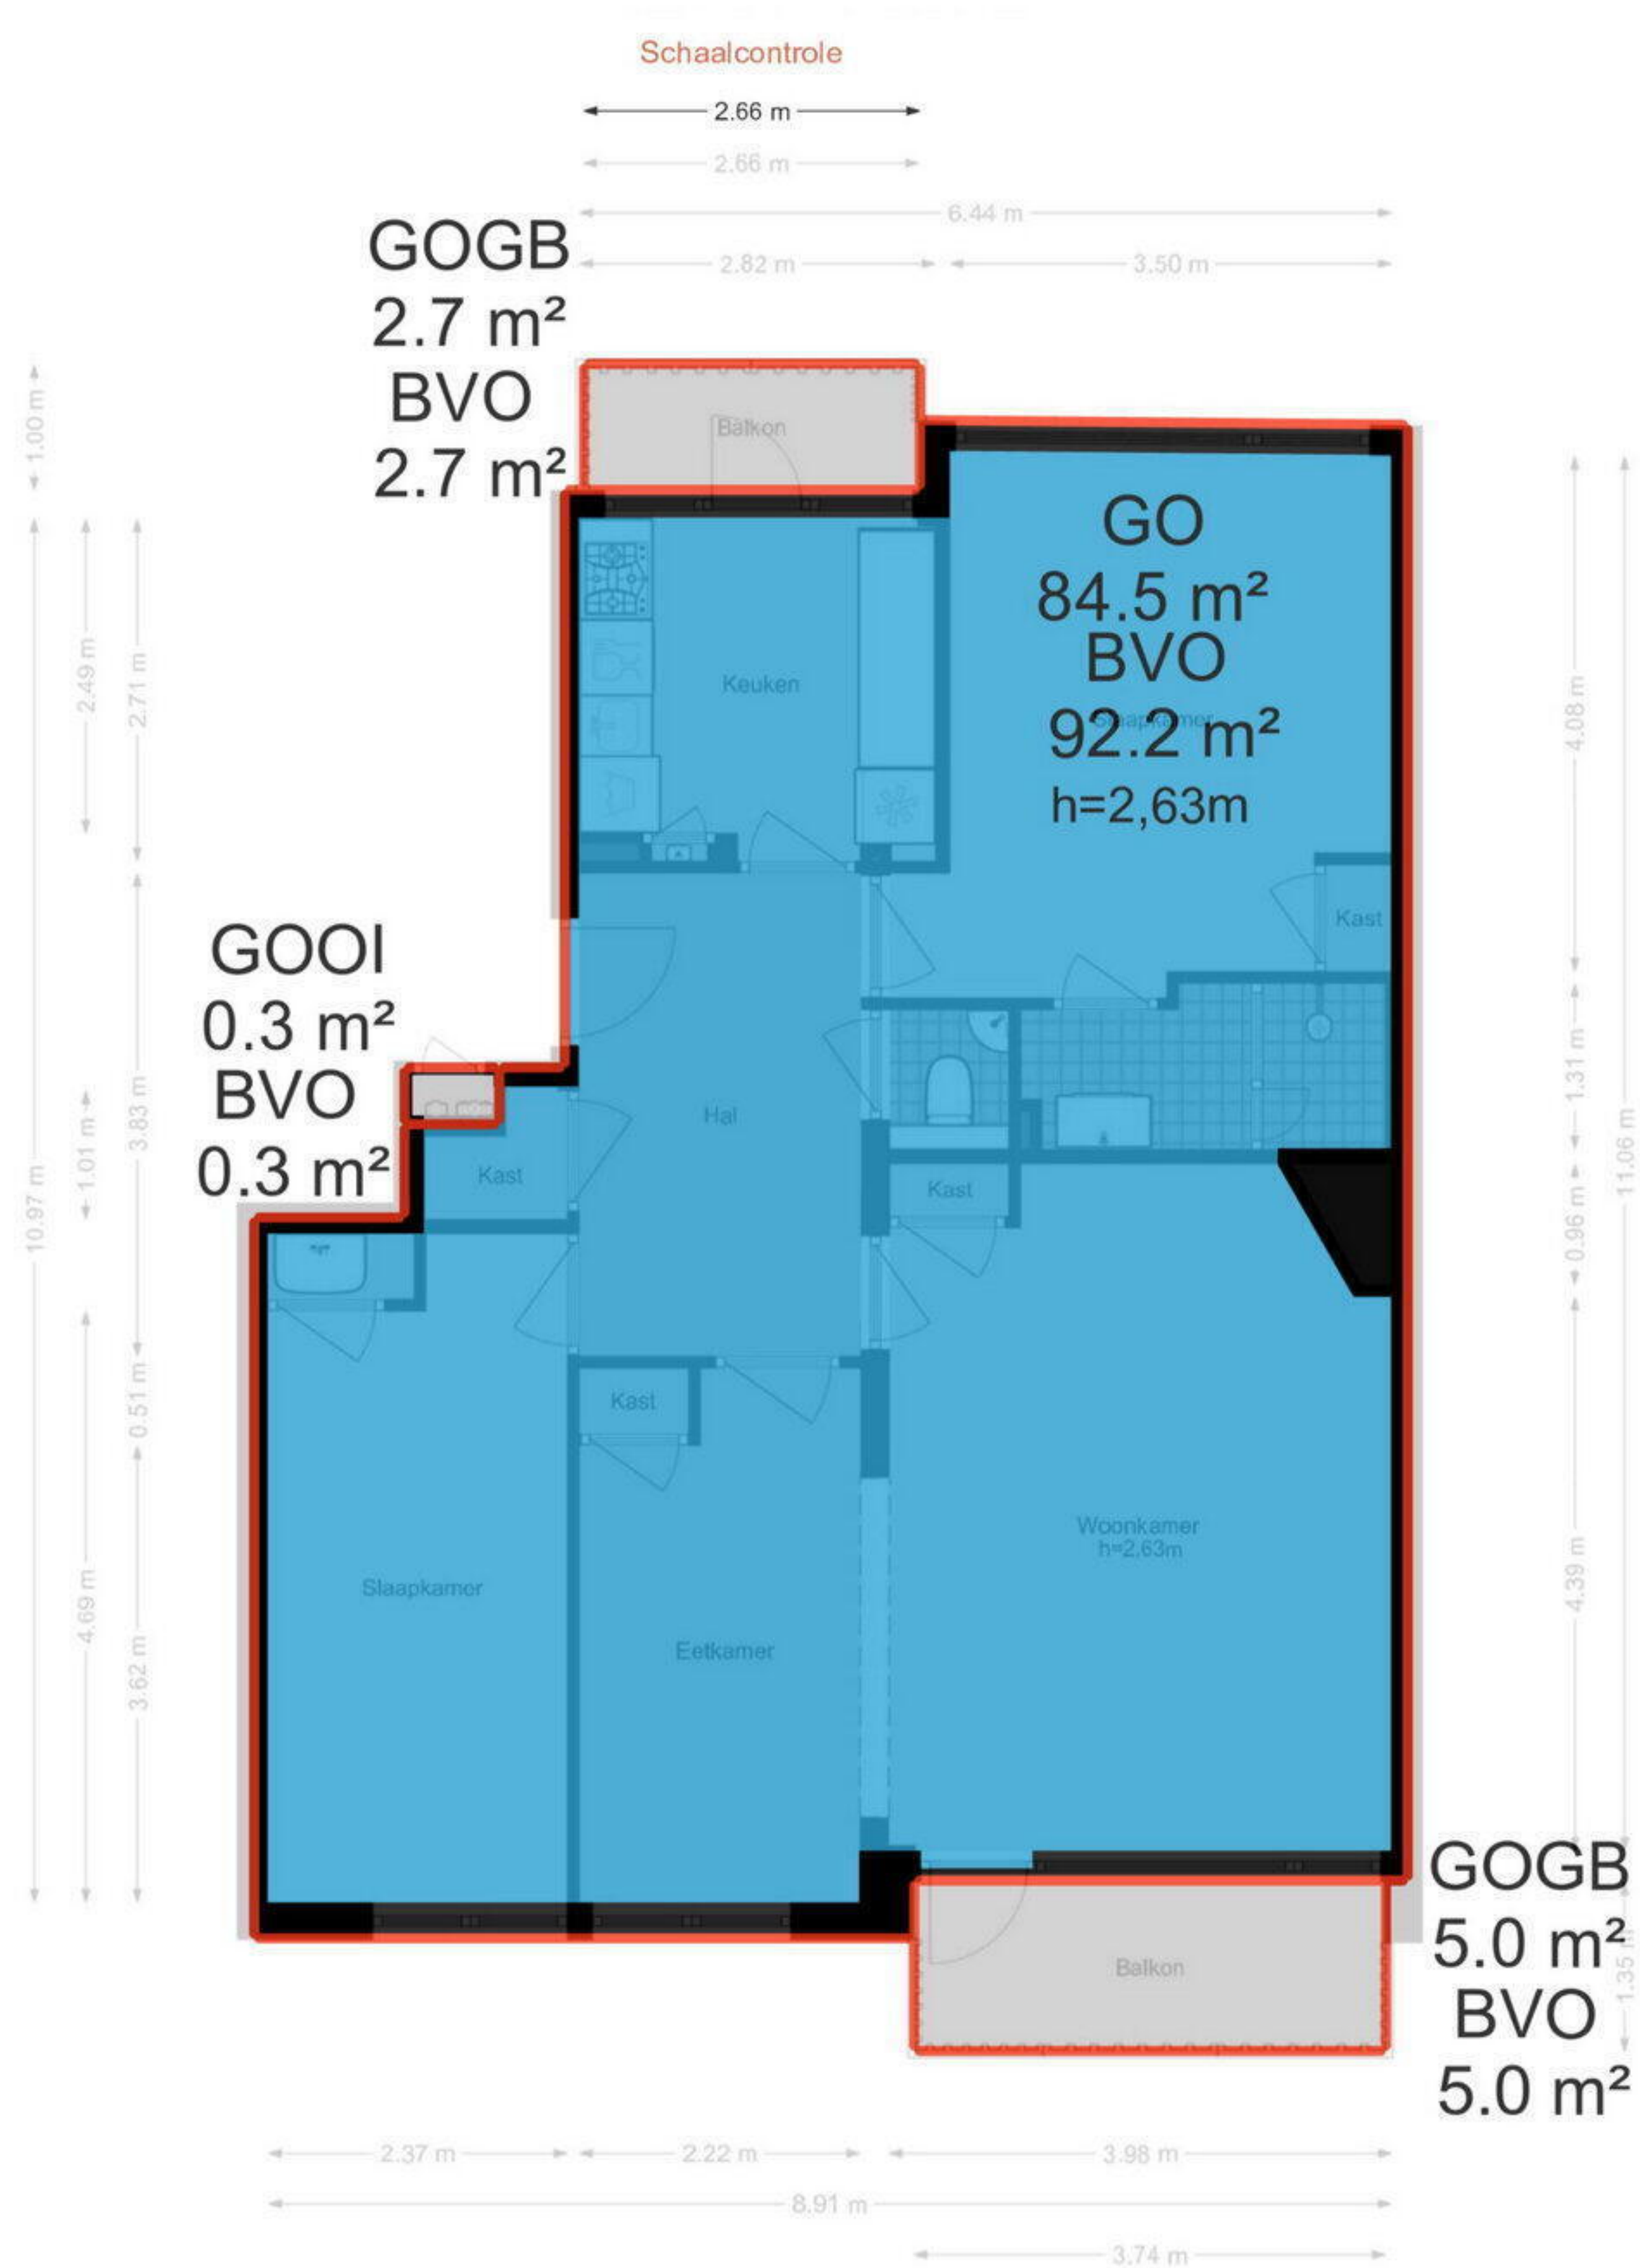 Schaalcontrole
2.66 m
2.66 m
6.44 m
2.82 m
3.50 m
GOGB
2.7 m²
BVO
2.7 m²
1.00 m
Balkon
GO
84.5 m²
BVO
92.2 m²
h=2,63m
Slaapkamer
Keuken
2.49 m
2.71 m
4.08 m
Kast
GOOI
0.3 m²
BVO
0.3 m²
Hal
Kast
Kast
10.97 m
1.01 m
3.83 m
1.31 m
11.06 m
0.96 m
0.51 m
Kast
Woonkamer
h=2,63m
Slaapkamer
Eetkamer
4.69 m
3.62 m
4.39 m
GOGB
5.0 m²
BVO
5.0 m²
1.35 m
Balkon
2.37 m
2.22 m
3.98 m
8.91 m
3.74 m